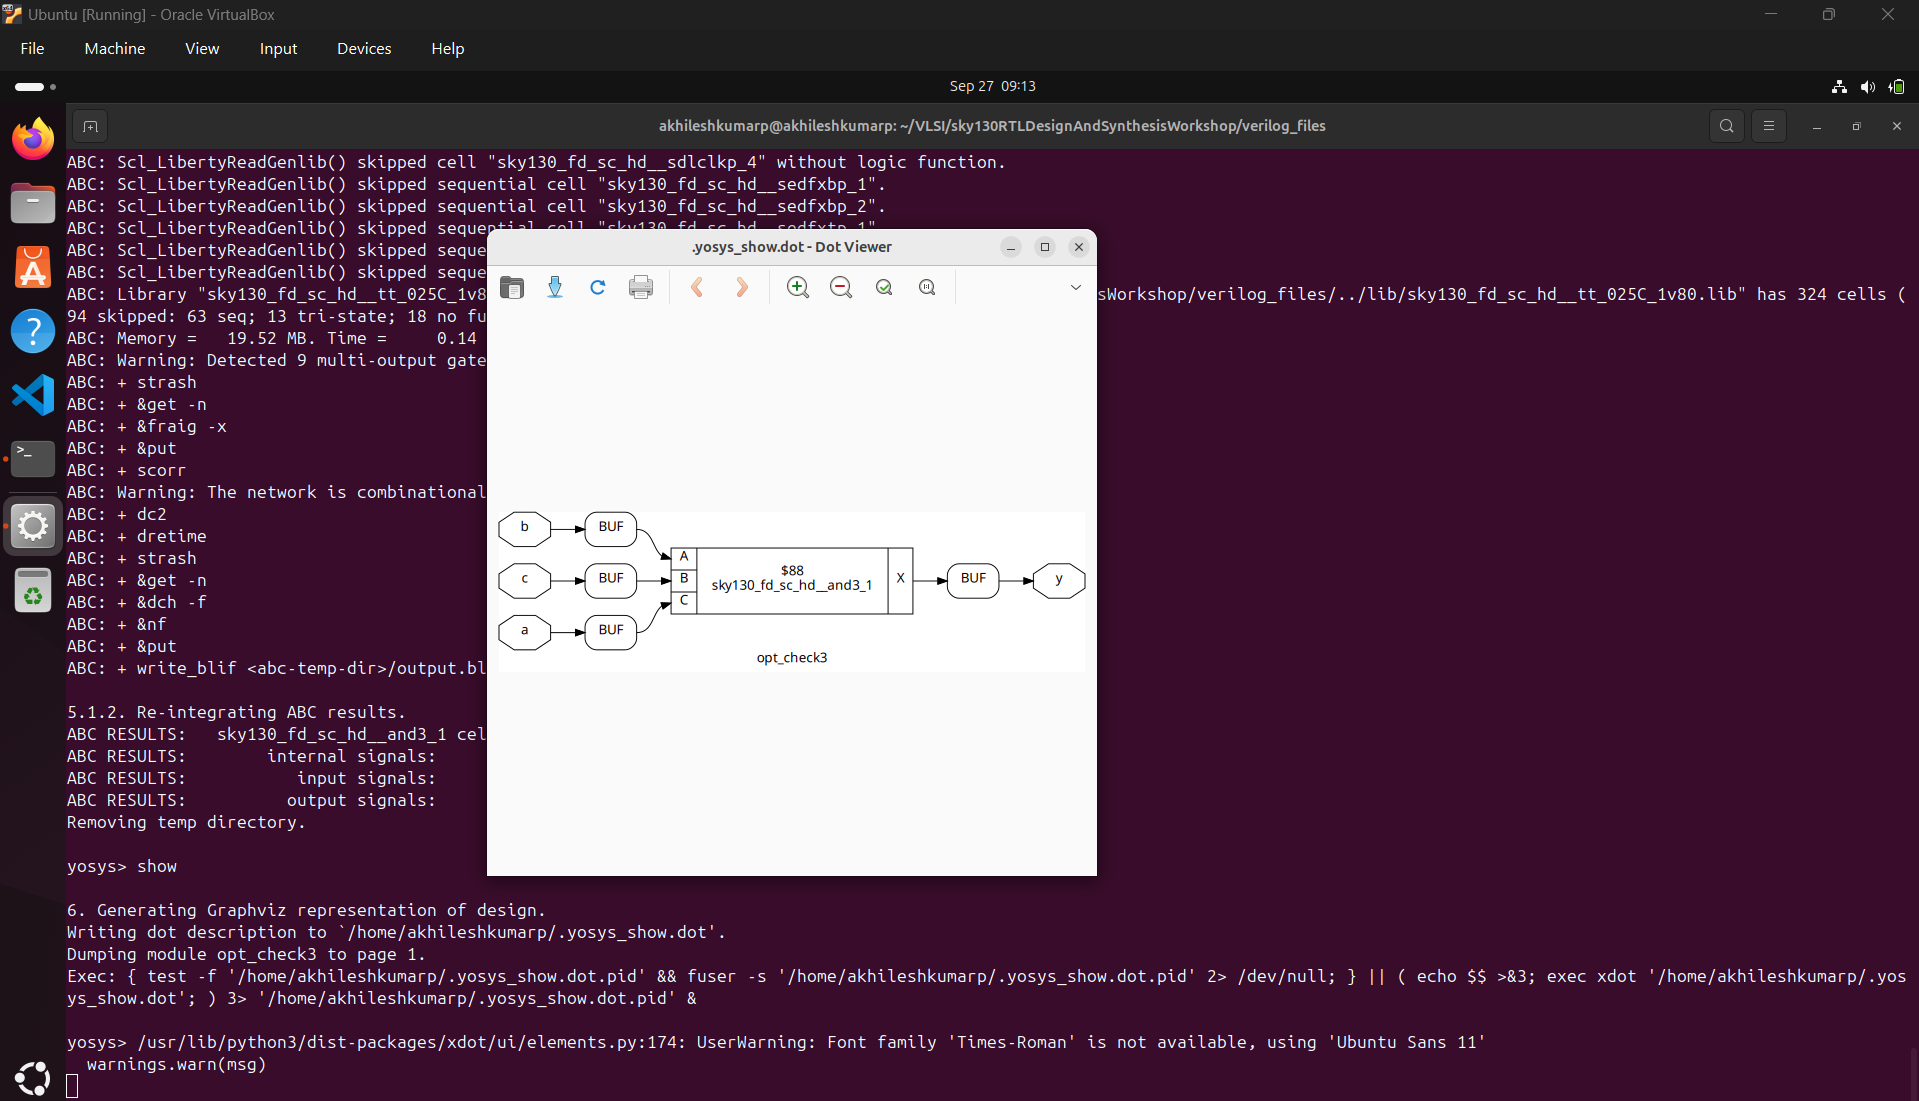 Ubuntu [Running] - Oracle VirtualBox
File Machine View Input Devices Help
Sep 27 09:13
akhileshkumarp@akhileshkumarp: ~/VLSI/sky130RTLDesignAndSynthesisWorkshop/verilog_files
ABC: Scl_LibertyReadGenlib() skipped cell "sky130_fd_sc_hd__sdlclkp_4" without logic function.
ABC: Scl_LibertyReadGenlib() skipped sequential cell "sky130_fd_sc_hd__sedfxbp_1".
ABC: Scl_LibertyReadGenlib() skipped sequential cell "sky130_fd_sc_hd__sedfxbp_2".
ABC: Scl_LibertyReadGenlib() skipped sequential cell "sky130_fd_sc_hd__sedfxtp_1".
ABC: Scl_LibertyReadGenlib() skipped seque
ABC: Scl_LibertyReadGenlib() skipped seque
ABC: Library "sky130_fd_sc_hd__tt_025C_1v8 sWorkshop/verilog_files/../lib/sky130_fd_sc_hd__tt_025C_1v80.lib" has 324 cells (
94 skipped: 63 seq; 13 tri-state; 18 no fu
ABC: Memory =   19.52 MB. Time =     0.14
ABC: Warning: Detected 9 multi-output gate
ABC: + strash
ABC: + &get -n
ABC: + &fraig -x
ABC: + &put
ABC: + scorr
ABC: Warning: The network is combinational
ABC: + dc2
ABC: + dretime
ABC: + strash
ABC: + &get -n
ABC: + &dch -f
ABC: + &nf
ABC: + &put
ABC: + write_blif <abc-temp-dir>/output.bl
5.1.2. Re-integrating ABC results.
ABC RESULTS:   sky130_fd_sc_hd__and3_1 cel
ABC RESULTS:        internal signals:
ABC RESULTS:           input signals:
ABC RESULTS:          output signals:
Removing temp directory.
yosys> show
6. Generating Graphviz representation of design.
Writing dot description to `/home/akhileshkumarp/.yosys_show.dot'.
Dumping module opt_check3 to page 1.
Exec: { test -f '/home/akhileshkumarp/.yosys_show.dot.pid' && fuser -s '/home/akhileshkumarp/.yosys_show.dot.pid' 2> /dev/null; } || ( echo $$ >&3; exec xdot '/home/akhileshkumarp/.yos
ys_show.dot'; ) 3> '/home/akhileshkumarp/.yosys_show.dot.pid' &
yosys> /usr/lib/python3/dist-packages/xdot/ui/elements.py:174: UserWarning: Font family 'Times-Roman' is not available, using 'Ubuntu Sans 11'
warnings.warn(msg)
.yosys_show.dot - Dot Viewer
b BUF
A
c BUF
B
a BUF
C
$88
sky130_fd_sc_hd__and3_1
X
BUF
y
opt_check3